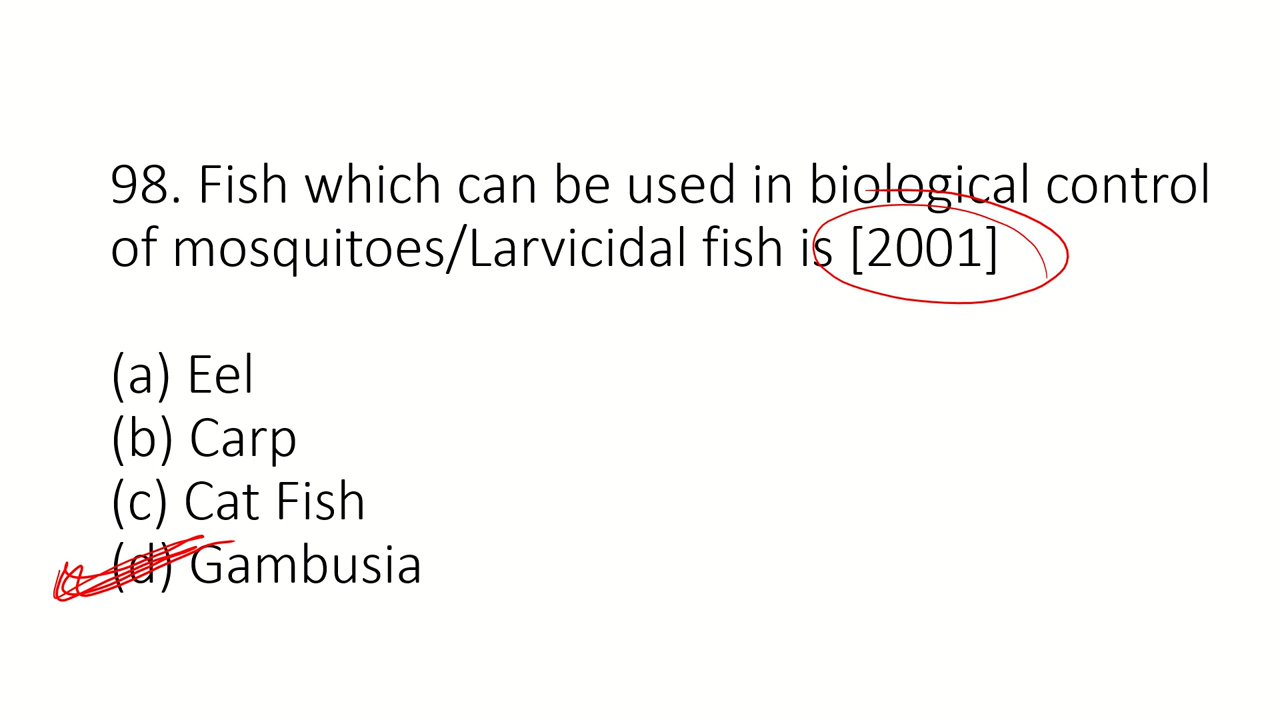 98. Fish which can be used in biological control
of mosquitoes/Larvicidal fish is [2001]
(a) Eel
(b) Carp
(c) Cat Fish
(d) Gambusia